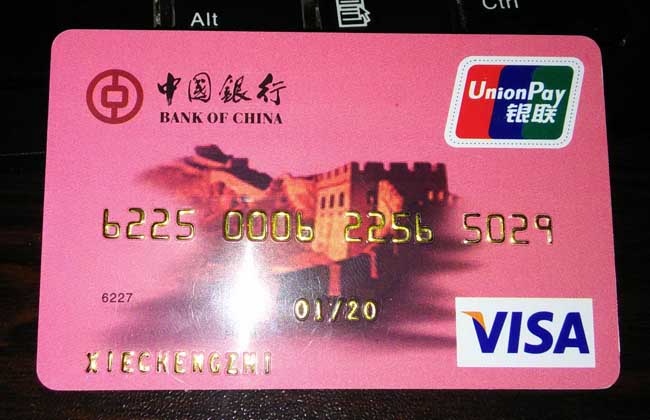 Alt
Ctrl
中國銀行
BANK OF CHINA
UnionPay
银联
6225 0006 2256 5029
6227
01/20
VISA